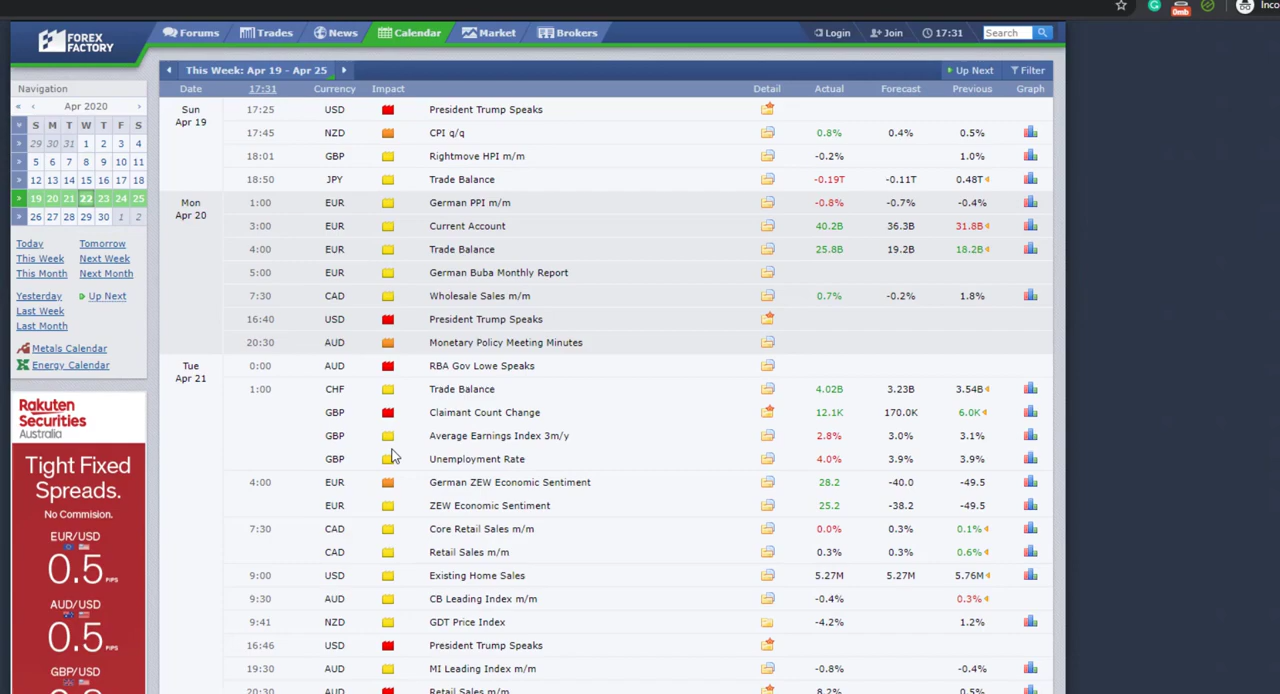 0mb
Inco
FOREX
FACTORY
Forums
Trades
News
Calendar
Market
Brokers
Login
Join
17:31
Search
Navigation
« ‹ Apr 2020 ›
S M T W T F S
> 29 30 31 1 2 3 4
> 5 6 7 8 9 10 11
> 12 13 14 15 16 17 18
> 19 20 21 22 23 24 25
> 26 27 28 29 30 1 2
Today Tomorrow
This Week Next Week
This Month Next Month
Yesterday Up Next
Last Week
Last Month
Metals Calendar
Energy Calendar
Rakuten
Securities
Australia
Tight Fixed
Spreads.
No Commision.
EUR/USD
0.5 PIPS
AUD/USD
0.5 PIPS
GBP/USD
This Week: Apr 19 - Apr 25 Up Next Filter
Date 17:31 Currency Impact Detail Actual Forecast Previous Graph
Sun
Apr 19
17:25 USD President Trump Speaks
17:45 NZD CPI q/q 0.8% 0.4% 0.5%
18:01 GBP Rightmove HPI m/m -0.2% 1.0%
18:50 JPY Trade Balance -0.19T -0.11T 0.48T
Mon
Apr 20
1:00 EUR German PPI m/m -0.8% -0.7% -0.4%
3:00 EUR Current Account 40.2B 36.3B 31.8B
4:00 EUR Trade Balance 25.8B 19.2B 18.2B
5:00 EUR German Buba Monthly Report
7:30 CAD Wholesale Sales m/m 0.7% -0.2% 1.8%
16:40 USD President Trump Speaks
20:30 AUD Monetary Policy Meeting Minutes
Tue
Apr 21
0:00 AUD RBA Gov Lowe Speaks
1:00 CHF Trade Balance 4.02B 3.23B 3.54B
GBP Claimant Count Change 12.1K 170.0K 6.0K
GBP Average Earnings Index 3m/y 2.8% 3.0% 3.1%
GBP Unemployment Rate 4.0% 3.9% 3.9%
4:00 EUR German ZEW Economic Sentiment 28.2 -40.0 -49.5
EUR ZEW Economic Sentiment 25.2 -38.2 -49.5
7:30 CAD Core Retail Sales m/m 0.0% 0.3% 0.1%
CAD Retail Sales m/m 0.3% 0.3% 0.6%
9:00 USD Existing Home Sales 5.27M 5.27M 5.76M
9:30 AUD CB Leading Index m/m -0.4% 0.3%
9:41 NZD GDT Price Index -4.2% 1.2%
16:46 USD President Trump Speaks
19:30 AUD MI Leading Index m/m -0.8% -0.4%
20:30 AUD Retail Sales m/m 8.2% 0.5%